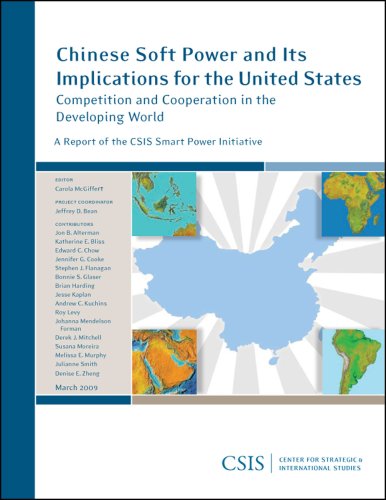 Chinese Soft Power and Its
Implications for the United States
Competition and Cooperation in the
Developing World
A Report of the CSIS Smart Power Initiative
EDITOR
Carola McGiffert
PROJECT COORDINATOR
Jeffrey D. Bean
CONTRIBUTORS
Jon B. Alterman
Katherine E. Bliss
Edward C. Chow
Jennifer G. Cooke
Stephen J. Flanagan
Bonnie S. Glaser
Brian Harding
Jesse Kaplan
Andrew C. Kuchins
Roy Levy
Johanna Mendelson
Forman
Derek J. Mitchell
Susana Moreira
Melissa E. Murphy
Julianne Smith
Denise E. Zheng
March 2009
CSIS
CENTER FOR STRATEGIC &
INTERNATIONAL STUDIES